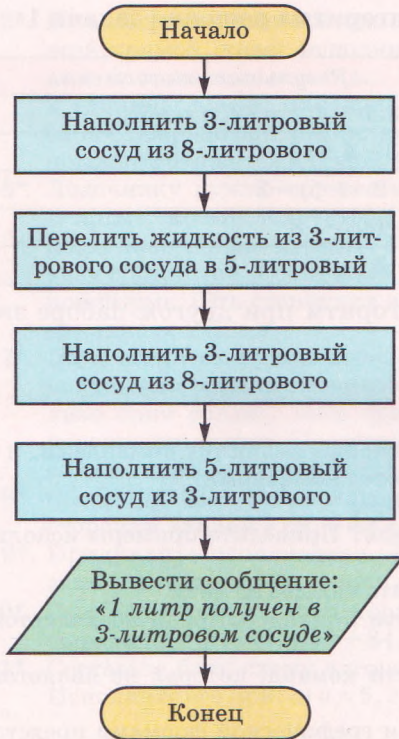 Начало
Наполнить 3-литровый
сосуд из 8-литрового
Перелить жидкость из 3-лит-
рового сосуда в 5-литровый
Наполнить 3-литровый
сосуд из 8-литрового
Наполнить 5-литровый
сосуд из 3-литрового
Вывести сообщение:
«1 литр получен в
3-литровом сосуде»
Конец